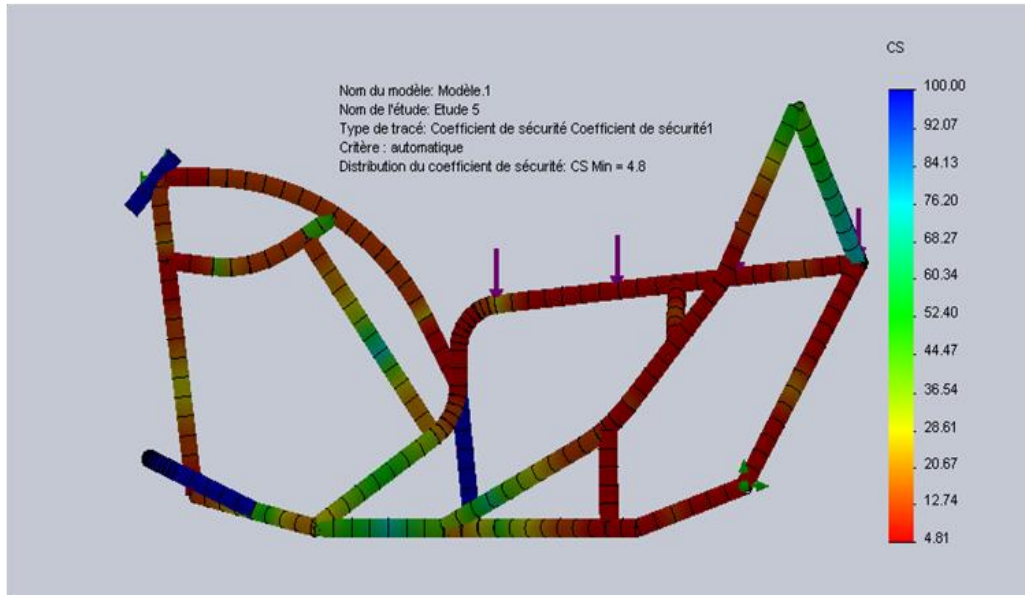 Nom du modèle: Modèle.1
Nom de l'étude: Etude 5
Type de tracé: Coefficient de sécurité Coefficient de sécurité1
Critère : automatique
Distribution du coefficient de sécurité: CS Min = 4.8
CS
100.00
92.07
84.13
76.20
68.27
60.34
52.40
44.47
36.54
28.61
20.67
12.74
4.81